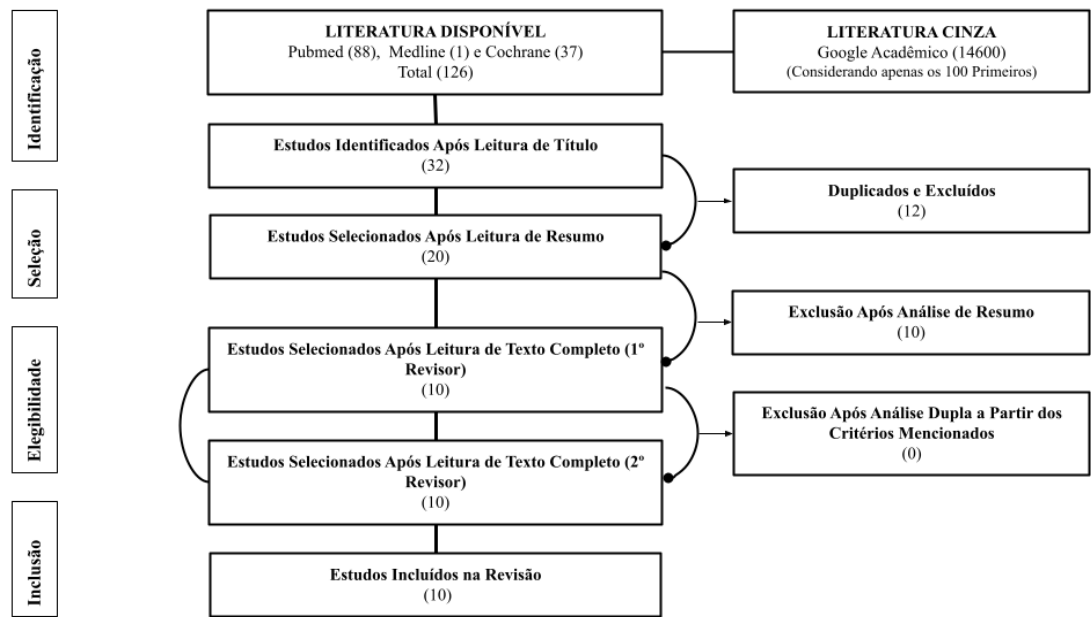 Identificação
LITERATURA DISPONÍVEL
Pubmed (88), Medline (1) e Cochrane (37)
Total (126)
LITERATURA CINZA
Google Acadêmico (14600)
(Considerando apenas os 100 Primeiros)
Estudos Identificados Após Leitura de Título
(32)
Seleção
Duplicados e Excluídos
(12)
Estudos Selecionados Após Leitura de Resumo
(20)
Exclusão Após Análise de Resumo
(10)
Elegibilidade
Estudos Selecionados Após Leitura de Texto Completo (1º
Revisor)
(10)
Exclusão Após Análise Dupla a Partir dos
Critérios Mencionados
(0)
Estudos Selecionados Após Leitura de Texto Completo (2º
Revisor)
(10)
Inclusão
Estudos Incluídos na Revisão
(10)